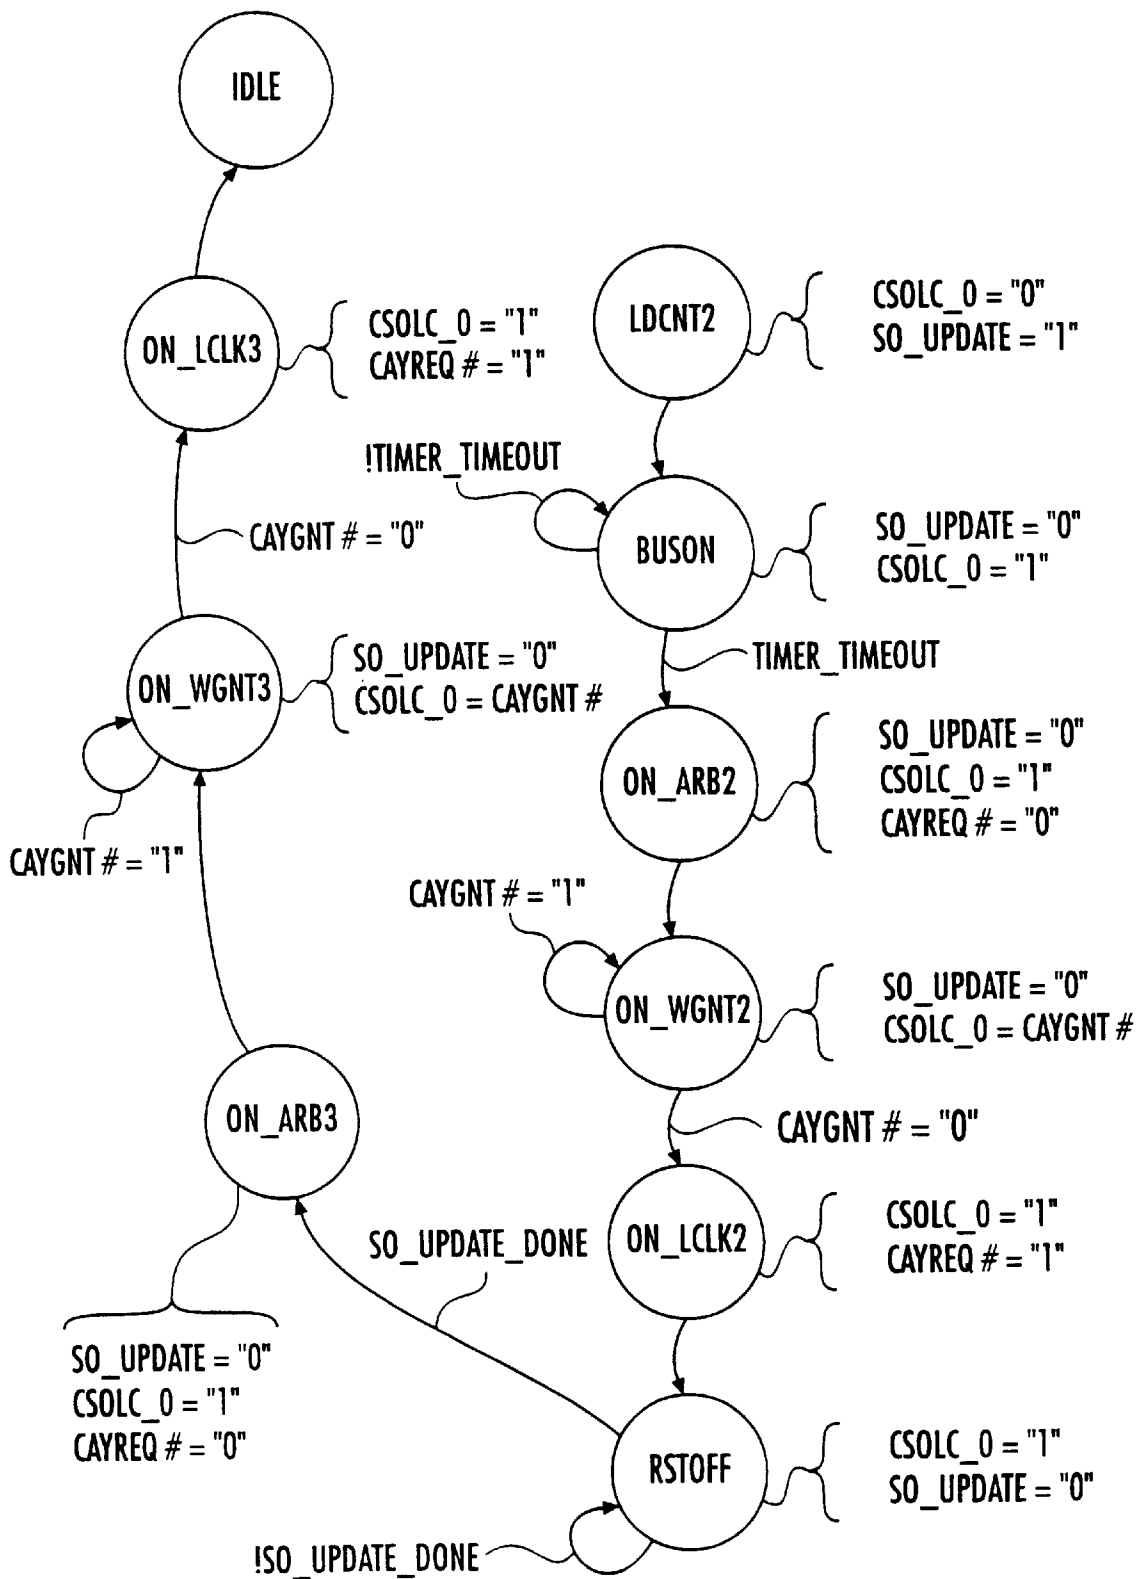 IDLE
LDCNT2
CSOLC_0 = "0"
SO_UPDATE = "1"
ON_LCLK3
CSOLC_0 = "1"
CAYREQ # = "1"
!TIMER_TIMEOUT
CAYGNT # = "0"
BUSON
SO_UPDATE = "0"
CSOLC_0 = "1"
TIMER_TIMEOUT
ON_WGNT3
SO_UPDATE = "0"
CSOLC_0 = CAYGNT #
CAYGNT # = "1"
ON_ARB2
SO_UPDATE = "0"
CSOLC_0 = "1"
CAYREQ # = "0"
CAYGNT # = "1"
ON_WGNT2
SO_UPDATE = "0"
CSOLC_0 = CAYGNT #
CAYGNT # = "0"
ON_ARB3
SO_UPDATE = "0"
CSOLC_0 = "1"
CAYREQ # = "0"
ON_LCLK2
CSOLC_0 = "1"
CAYREQ # = "1"
SO_UPDATE_DONE
RSTOFF
CSOLC_0 = "1"
SO_UPDATE = "0"
!SO_UPDATE_DONE